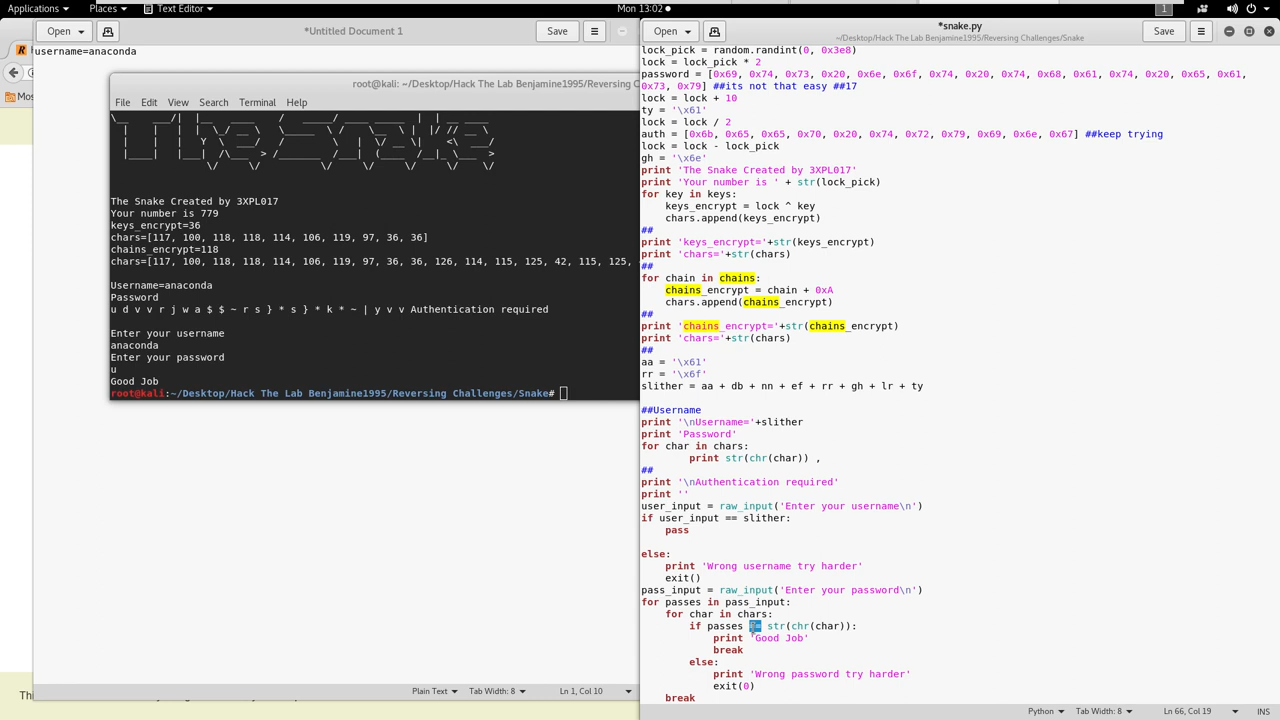 Applications Places Text Editor Mon 13:02 1
Open *Untitled Document 1 Save
username=anaconda
root@kali: ~/Desktop/Hack The Lab Benjamine1995/Reversing C
File Edit View Search Terminal Help
The Snake Created by 3XPL017
Your number is 779
keys_encrypt=36
chars=[117, 100, 118, 118, 114, 106, 119, 97, 36, 36]
chains_encrypt=118
chars=[117, 100, 118, 118, 114, 106, 119, 97, 36, 36, 126, 114, 115, 125, 42, 115, 125,
Username=anaconda
Password
u d v v r j w a $ $ ~ r s } * s } * k * ~ | y v v Authentication required
Enter your username
anaconda
Enter your password
u
Good Job
root@kali:~/Desktop/Hack The Lab Benjamine1995/Reversing Challenges/Snake#
Plain Text Tab Width: 8 Ln 1, Col 10
Open *snake.py Save
~/Desktop/Hack The Lab Benjamine1995/Reversing Challenges/Snake
lock_pick = random.randint(0, 0x3e8)
lock = lock_pick * 2
password = [0x69, 0x74, 0x73, 0x20, 0x6e, 0x6f, 0x74, 0x20, 0x74, 0x68, 0x61, 0x74, 0x20, 0x65, 0x61,
0x73, 0x79] ##its not that easy ##17
lock = lock + 10
ty = '\x61'
lock = lock / 2
auth = [0x6b, 0x65, 0x65, 0x70, 0x20, 0x74, 0x72, 0x79, 0x69, 0x6e, 0x67] ##keep trying
lock = lock - lock_pick
gh = '\x6e'
print 'The Snake Created by 3XPL017'
print 'Your number is ' + str(lock_pick)
for key in keys:
    keys_encrypt = lock ^ key
    chars.append(keys_encrypt)
##
print 'keys_encrypt='+str(keys_encrypt)
print 'chars='+str(chars)
##
for chain in chains:
    chains_encrypt = chain + 0xA
    chars.append(chains_encrypt)
##
print 'chains_encrypt='+str(chains_encrypt)
print 'chars='+str(chars)
##
aa = '\x61'
rr = '\x6f'
slither = aa + db + nn + ef + rr + gh + lr + ty
##Username
print '\nUsername='+slither
print 'Password'
for char in chars:
        print str(chr(char)) ,
##
print '\nAuthentication required'
print ''
user_input = raw_input('Enter your username\n')
if user_input == slither:
    pass
else:
    print 'Wrong username try harder'
    exit()
pass_input = raw_input('Enter your password\n')
for passes in pass_input:
    for char in chars:
        if passes == str(chr(char)):
            print 'Good Job'
            break
        else:
            print 'Wrong password try harder'
            exit(0)
    break
Python Tab Width: 8 Ln 66, Col 19 INS